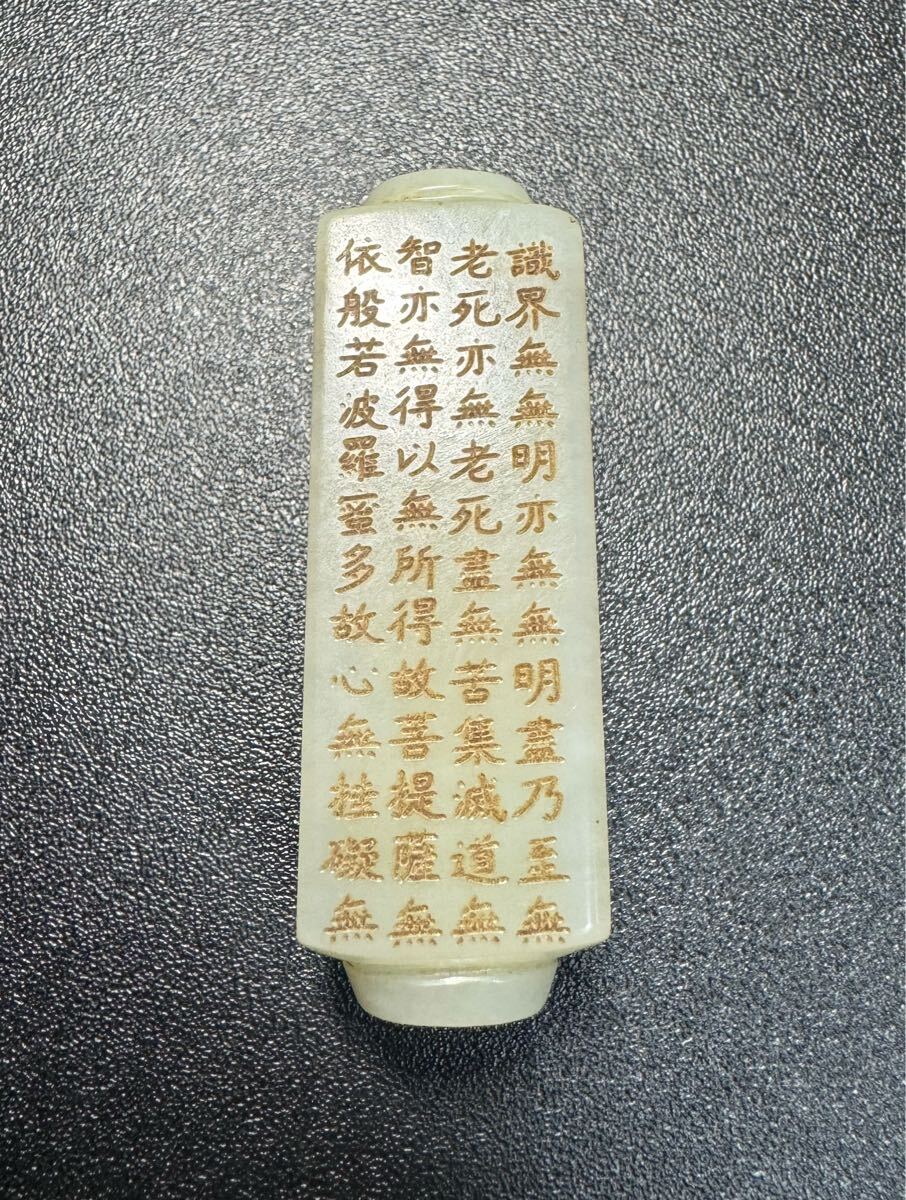 識界無無明亦無無明盡乃至無
老死亦無老死盡無苦集滅道無
智亦無得以無所得故菩提薩無
依般若波羅蜜多故心無挂礙無